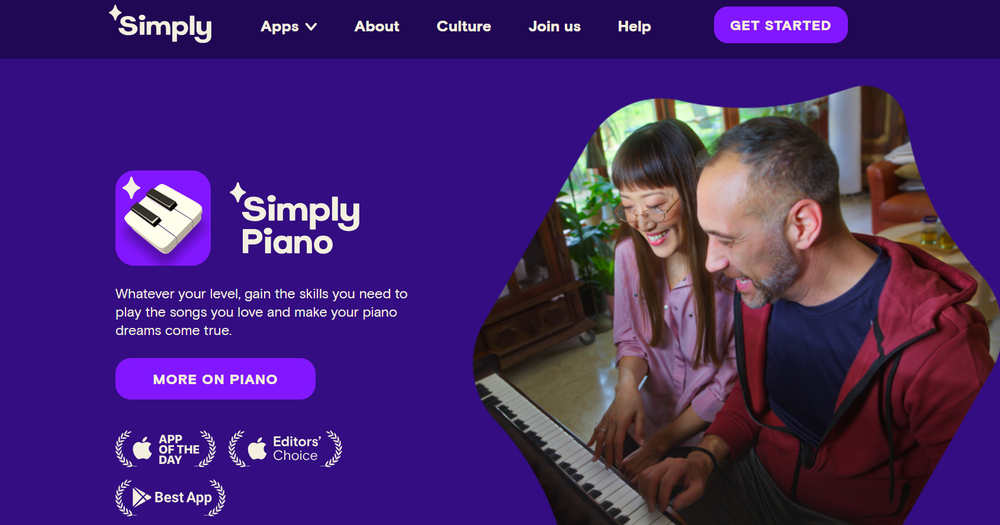 Simply
Apps
About
Culture
Join us
Help
GET STARTED
Simply
Piano
Whatever your level, gain the skills you need to
play the songs you love and make your piano
dreams come true.
MORE ON PIANO
APP
OF THE
DAY
Editors’
Choice
Best App